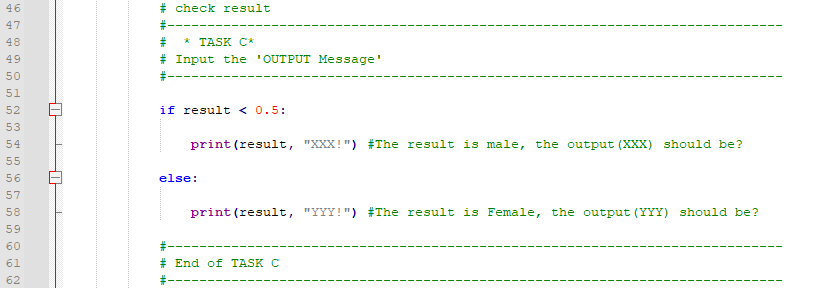 46 # check result
47 #-----------------------------------------------------------------------------
48 #  * TASK C*
49 # Input the 'OUTPUT Message'
50 #-----------------------------------------------------------------------------
51
52 if result < 0.5:
53
54 print(result, "XXX!") #The result is male, the output(XXX) should be?
55
56 else:
57
58 print(result, "YYY!") #The result is Female, the output(YYY) should be?
59
60 #-----------------------------------------------------------------------------
61 # End of TASK C
62 #-----------------------------------------------------------------------------